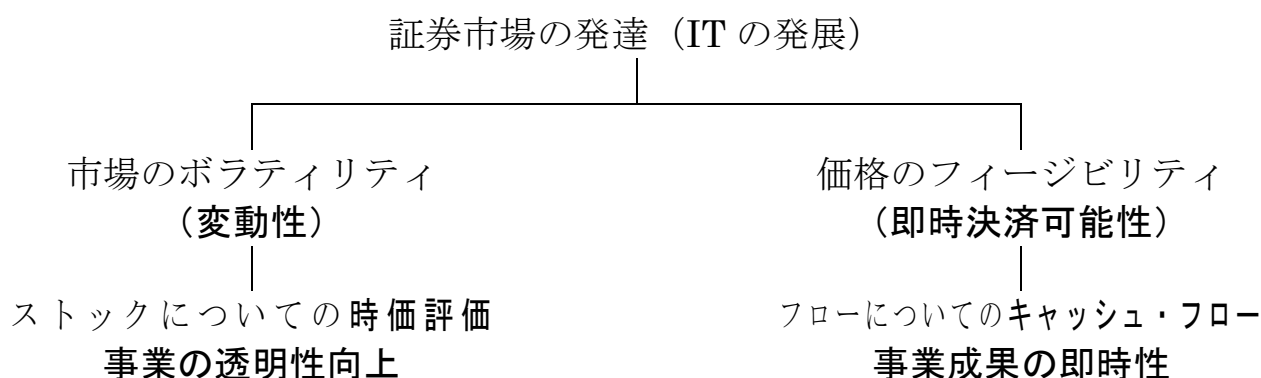 証券市場の発達（IT の発展）
市場のボラティリティ
（変動性）
ストックについての時価評価
事業の透明性向上
価格のフィージビリティ
（即時決済可能性）
フローについてのキャッシュ・フロー
事業成果の即時性